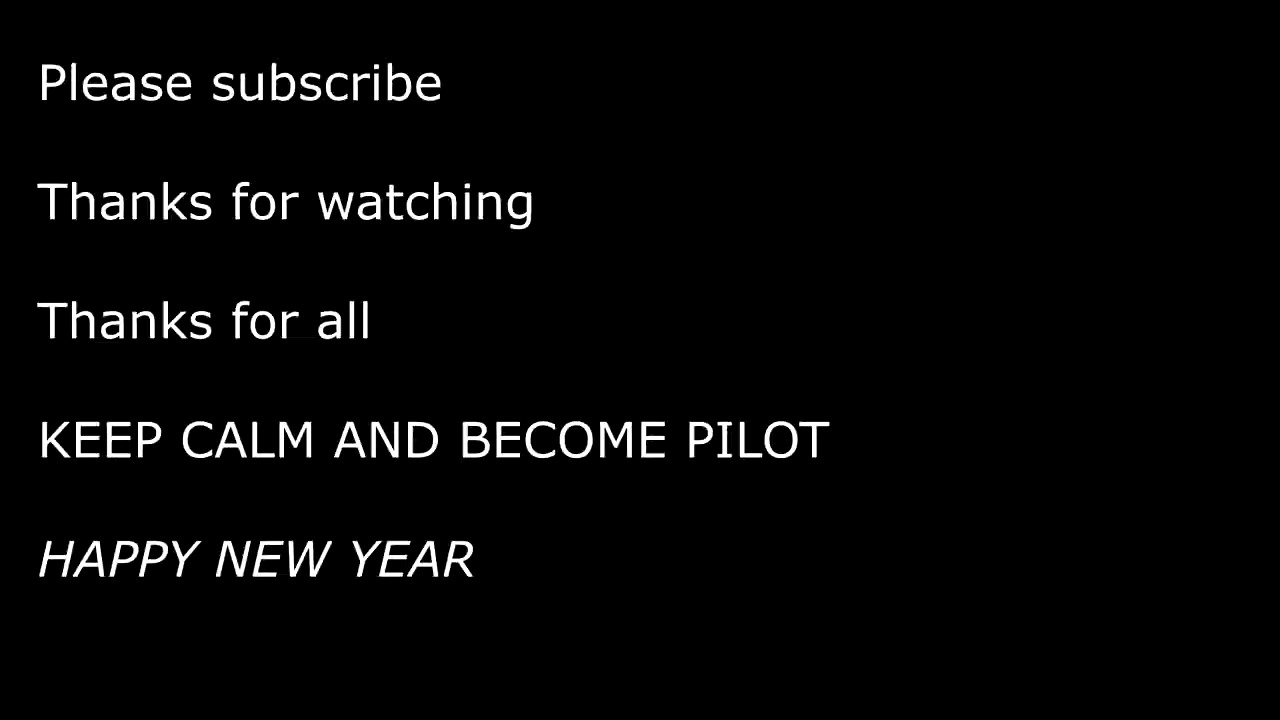 Please subscribe
Thanks for watching
Thanks for all
KEEP CALM AND BECOME PILOT
HAPPY NEW YEAR